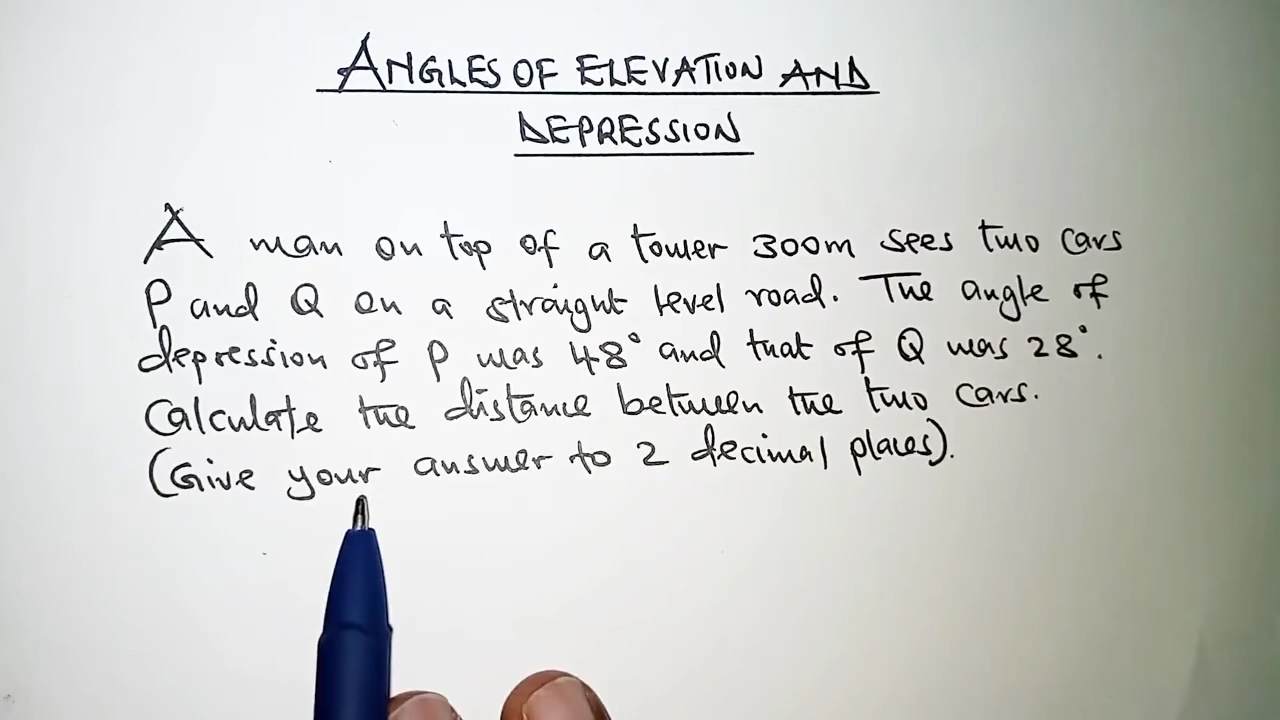 ANGLES OF ELEVATION AND
DEPRESSION
A man on top of a tower 300m sees two cars
P and Q on a straight level road. The angle of
depression of P was 48° and that of Q was 28°.
Calculate the distance between the two cars.
(Give your answer to 2 decimal places).